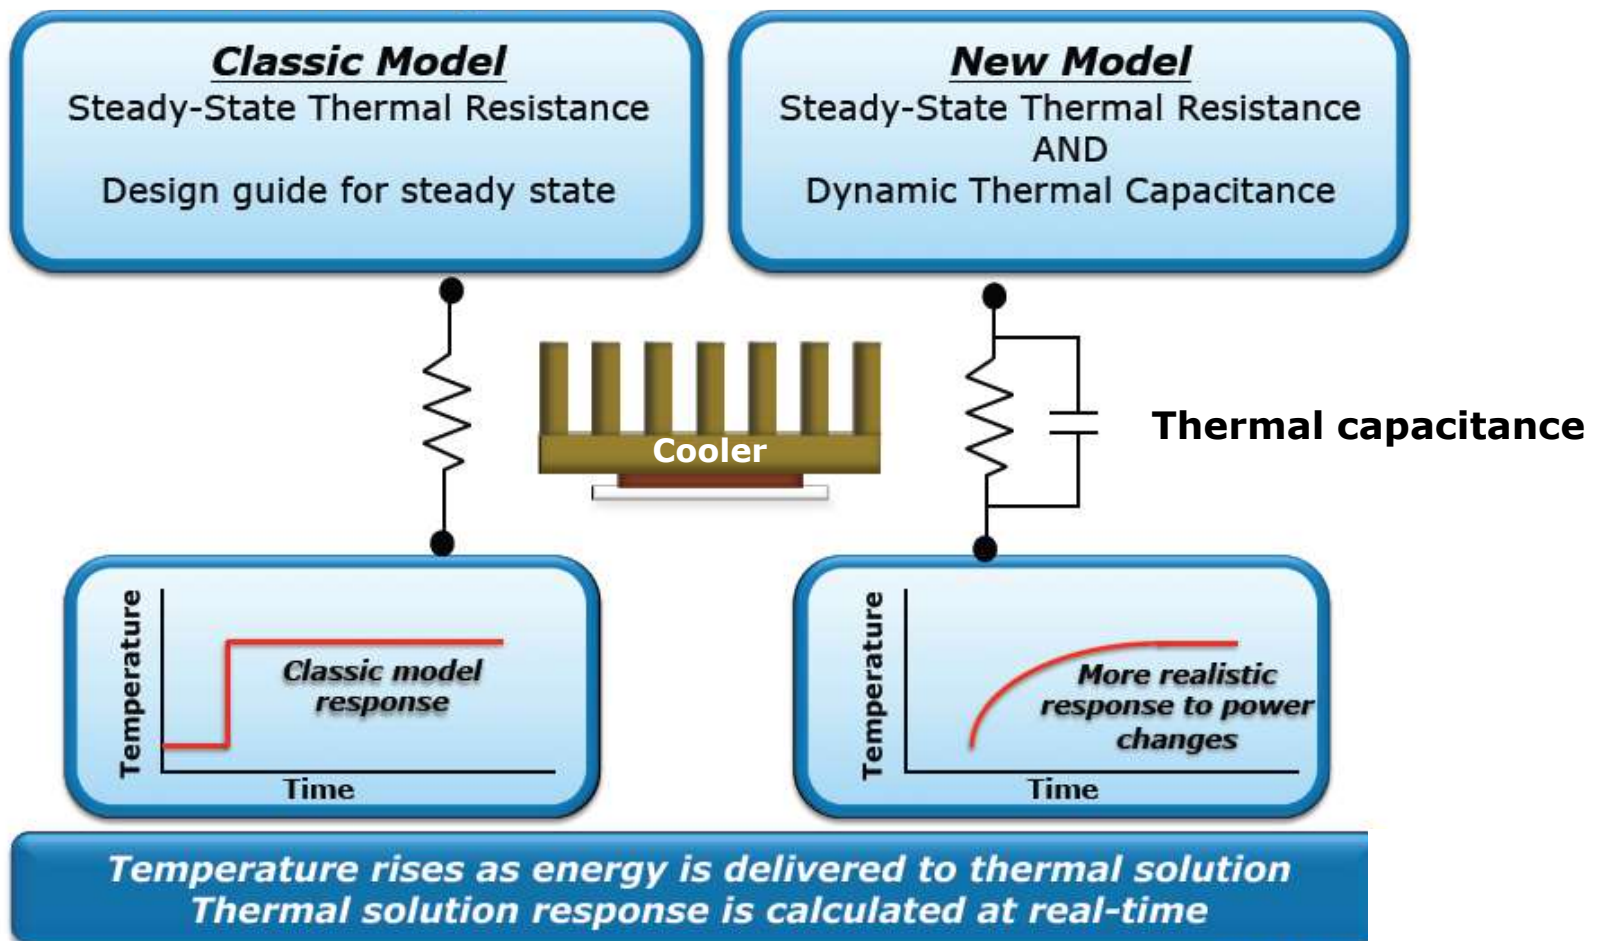 Classic Model
Steady-State Thermal Resistance
Design guide for steady state
New Model
Steady-State Thermal Resistance
AND
Dynamic Thermal Capacitance
Cooler
Thermal capacitance
Temperature
Classic model
response
Time
Temperature
More realistic
response to power
changes
Time
Temperature rises as energy is delivered to thermal solution
Thermal solution response is calculated at real-time